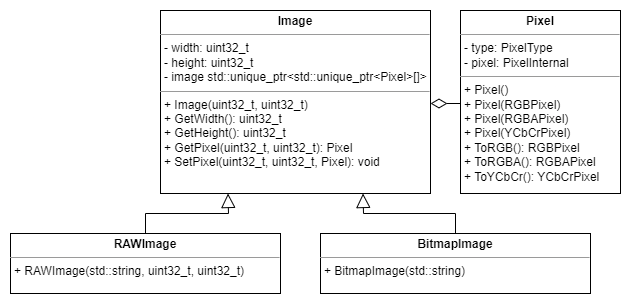 Image
- width: uint32_t
- height: uint32_t
- image std::unique_ptr<std::unique_ptr<Pixel>[]>
+ Image(uint32_t, uint32_t)
+ GetWidth(): uint32_t
+ GetHeight(): uint32_t
+ GetPixel(uint32_t, uint32_t): Pixel
+ SetPixel(uint32_t, uint32_t, Pixel): void
Pixel
- type: PixelType
- pixel: PixelInternal
+ Pixel()
+ Pixel(RGBPixel)
+ Pixel(RGBAPixel)
+ Pixel(YCbCrPixel)
+ ToRGB(): RGBPixel
+ ToRGBA(): RGBAPixel
+ ToYCbCr(): YCbCrPixel
RAWImage
+ RAWImage(std::string, uint32_t, uint32_t)
BitmapImage
+ BitmapImage(std::string)